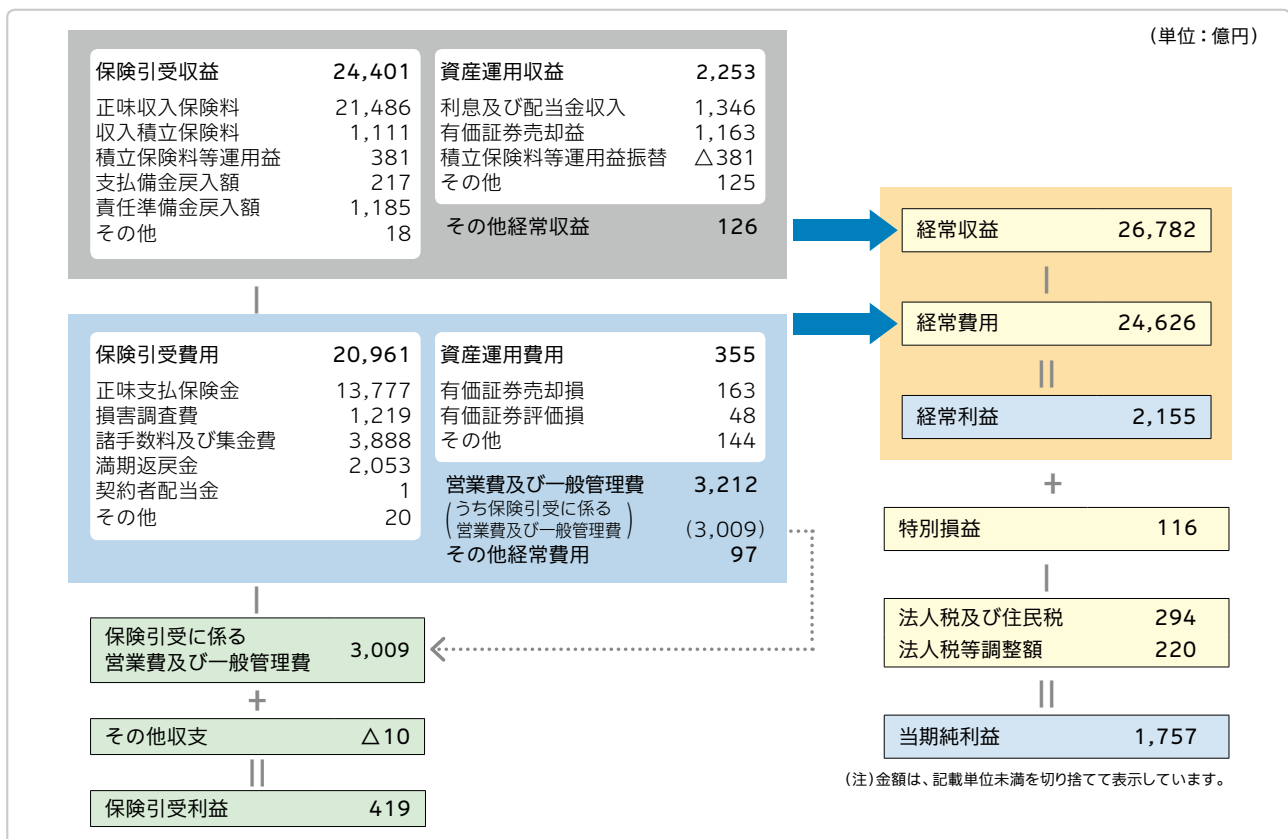 (単位：億円)
保険引受収益 24,401
正味収入保険料 21,486
収入積立保険料 1,111
積立保険料等運用益 381
支払備金戻入額 217
責任準備金戻入額 1,185
その他 18
資産運用収益 2,253
利息及び配当金収入 1,346
有価証券売却益 1,163
積立保険料等運用益振替 △381
その他 125
その他経常収益 126
保険引受費用 20,961
正味支払保険金 13,777
損害調査費 1,219
諸手数料及び集金費 3,888
満期返戻金 2,053
契約者配当金 1
その他 20
資産運用費用 355
有価証券売却損 163
有価証券評価損 48
その他 144
営業費及び一般管理費 3,212
(うち保険引受に係る
営業費及び一般管理費) (3,009)
その他経常費用 97
保険引受に係る
営業費及び一般管理費 3,009
+
その他収支 △10
||
保険引受利益 419
経常収益 26,782
|
経常費用 24,626
||
経常利益 2,155
+
特別損益 116
|
法人税及び住民税 294
法人税等調整額 220
||
当期純利益 1,757
(注)金額は、記載単位未満を切り捨てて表示しています。